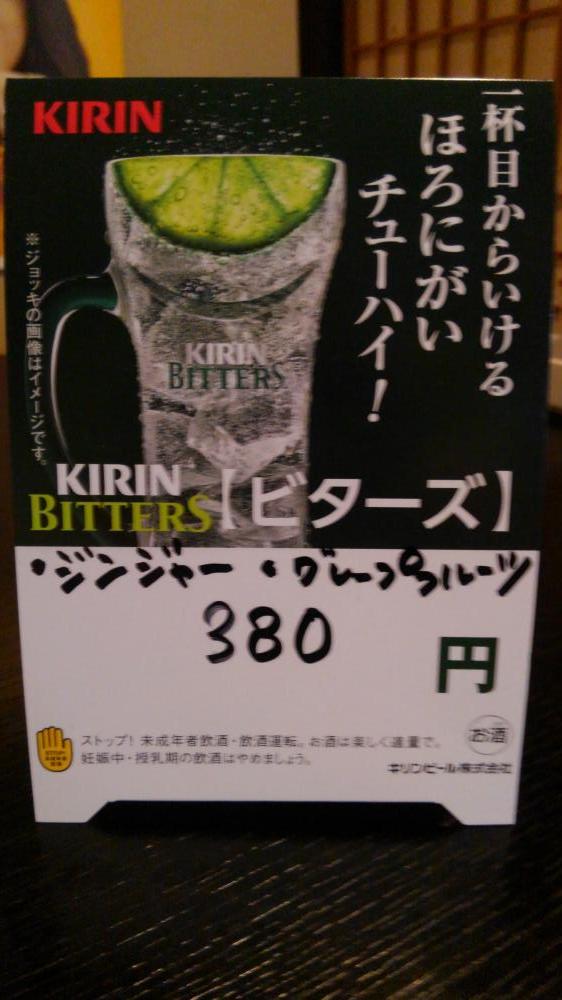 KIRIN
一杯目からいける
ほろにがい
チューハイ！
※ジョッキの画像はイメージです。
KIRIN
BITTERS
KIRIN
BITTERS【ビターズ】
・ジンジャー ・グレープフルーツ
380 円
ストップ! 未成年者飲酒・飲酒運転。お酒は楽しく適量で。
妊娠中・授乳期の飲酒はやめましょう。
お酒
キリンビール株式会社